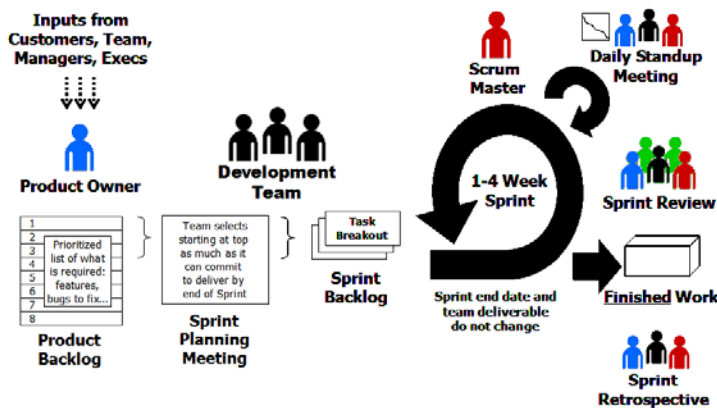 Inputs from
Customers, Team,
Managers, Execs
Product Owner
1
2
3
4
5
6
7
8
Prioritized
list of what
is required:
features,
bugs to fix...
Product
Backlog
Team selects
starting at top
as much as it
can commit
to deliver by
end of Sprint
Sprint
Planning
Meeting
Development
Team
Task
Breakout
Sprint
Backlog
Scrum
Master
1-4 Week
Sprint
Sprint end date and
team deliverable
do not change
Daily Standup
Meeting
Sprint Review
Finished Work
Sprint
Retrospective